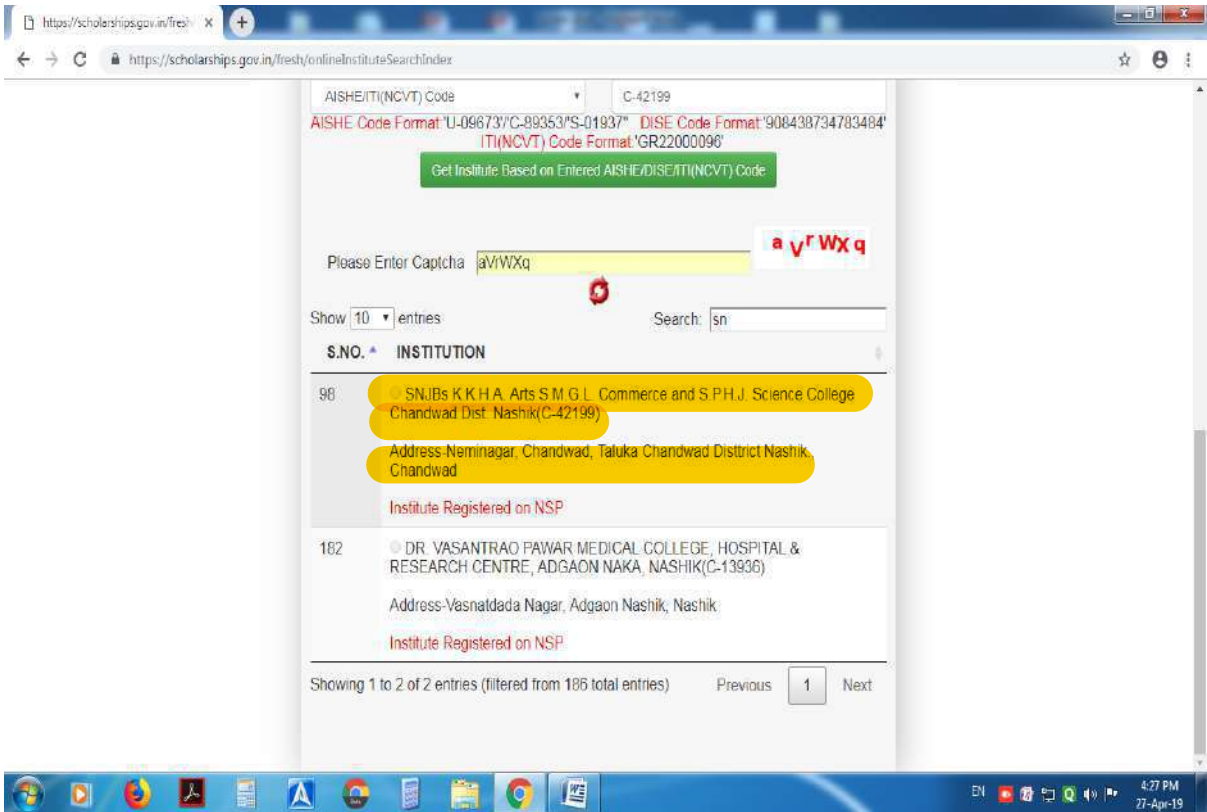 https://scholarships.gov.in/fresh
https://scholarships.gov.in/fresh/onlineInstituteSearchIndex
AISHE/ITI(NCVT) Code C-42199
AISHE Code Format:'U-09673'/'C-89353/'S-01937" DISE Code Format:'908438734783484'
ITI(NCVT) Code Format:'GR22000096'
Get Institute Based on Entered AISHE/DISE/ITI(NCVT) Code
a V r W X q
Please Enter Captcha aVrWXq
Show 10 entries Search: sn
S.NO. INSTITUTION
98 SNJBs K.K.H.A. Arts S.M.G.L. Commerce and S.P.H.J. Science College
Chandwad Dist. Nashik(C-42199)
Address-Neminagar, Chandwad, Taluka Chandwad Disttrict Nashik.,
Chandwad
Institute Registered on NSP
182 DR. VASANTRAO PAWAR MEDICAL COLLEGE, HOSPITAL &
RESEARCH CENTRE, ADGAON NAKA, NASHIK(C-13936)
Address-Vasnatdada Nagar, Adgaon Nashik, Nashik
Institute Registered on NSP
Showing 1 to 2 of 2 entries (filtered from 186 total entries) Previous 1 Next
EN 4:27 PM
27-Apr-19